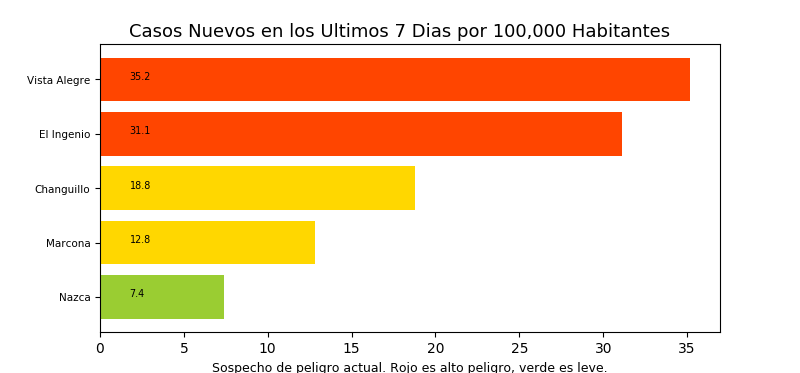 Casos Nuevos en los Ultimos 7 Dias por 100,000 Habitantes
Vista Alegre 35.2
El Ingenio 31.1
Changuillo 18.8
Marcona 12.8
Nazca 7.4
0 5 10 15 20 25 30 35
Sospecho de peligro actual. Rojo es alto peligro, verde es leve.